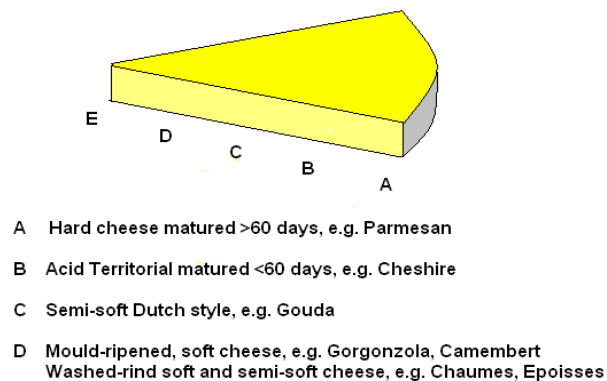 E
D
C
B
A
A Hard cheese matured >60 days, e.g. Parmesan
B Acid Territorial matured <60 days, e.g. Cheshire
C Semi-soft Dutch style, e.g. Gouda
D Mould-ripened, soft cheese, e.g. Gorgonzola, Camembert
Washed-rind soft and semi-soft cheese, e.g. Chaumes, Epoisses